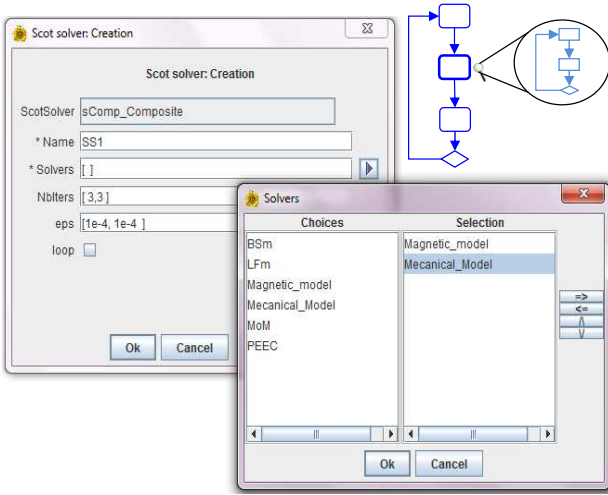 Scot solver: Creation
Scot solver: Creation
ScotSolver sComp_Composite
* Name SS1
* Solvers [ ]
NbIters [ 3,3 ]
eps [1e-4, 1e-4 ]
loop
Ok Cancel
Solvers
Choices Selection
BSm Magnetic_model
LFm Mecanical_Model
Magnetic_model
Mecanical_Model
MoM
PEEC
=>
<=
/\
V
Ok Cancel